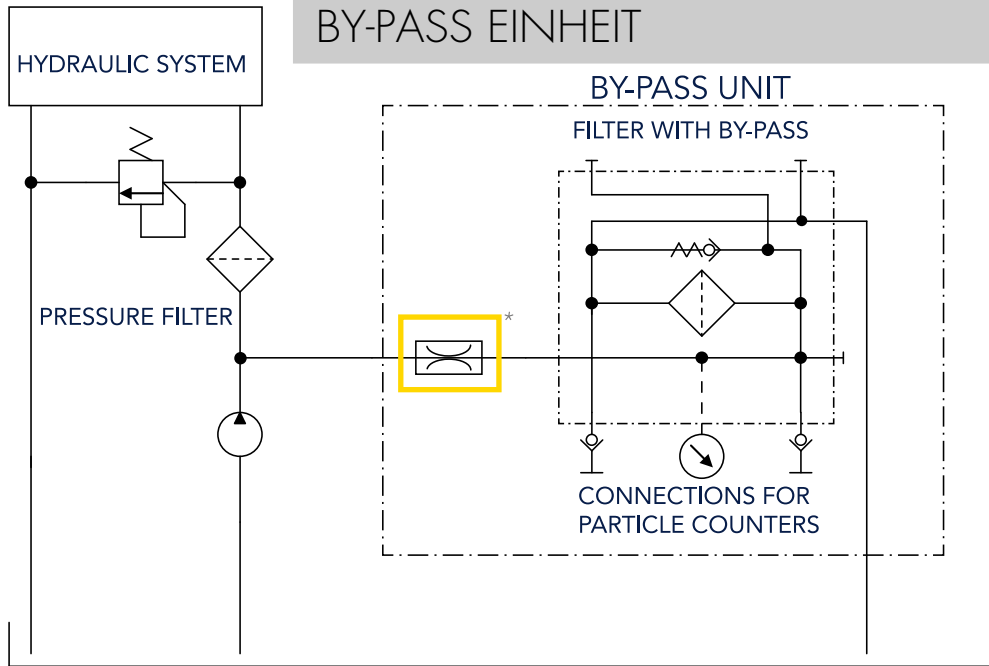 BY-PASS EINHEIT
HYDRAULIC SYSTEM
BY-PASS UNIT
FILTER WITH BY-PASS
PRESSURE FILTER
*
CONNECTIONS FOR
PARTICLE COUNTERS